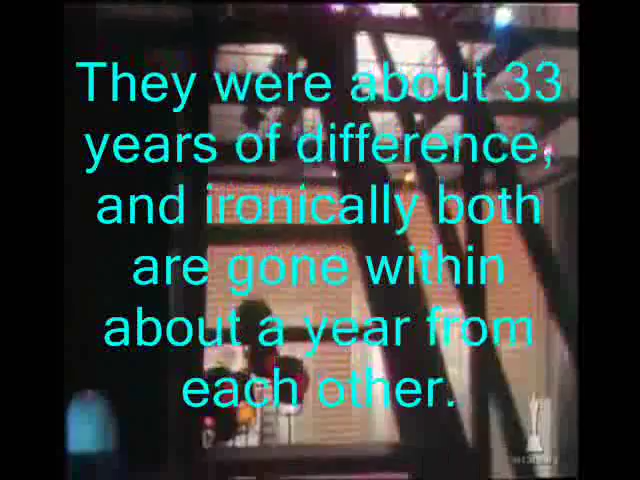 They were about 33
years of difference,
and ironically both
are gone within
about a year from
each other.